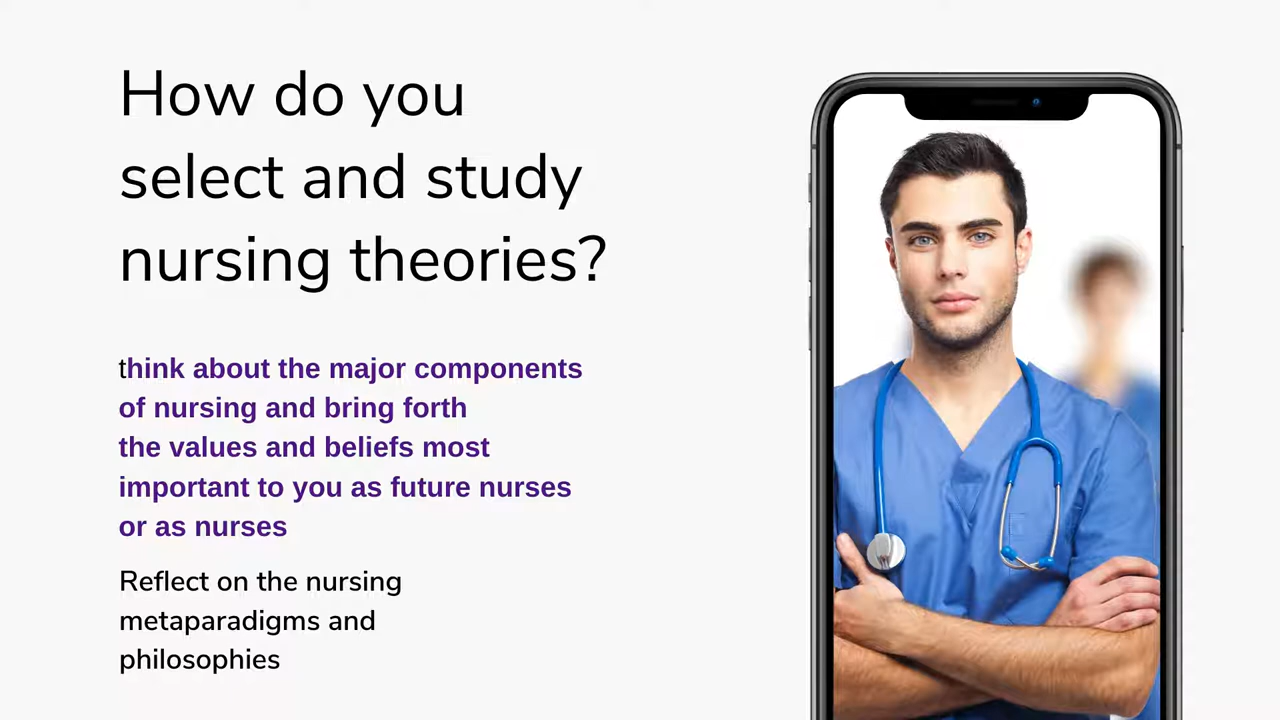 How do you
select and study
nursing theories?
think about the major components
of nursing and bring forth
the values and beliefs most
important to you as future nurses
or as nurses
Reflect on the nursing
metaparadigms and
philosophies